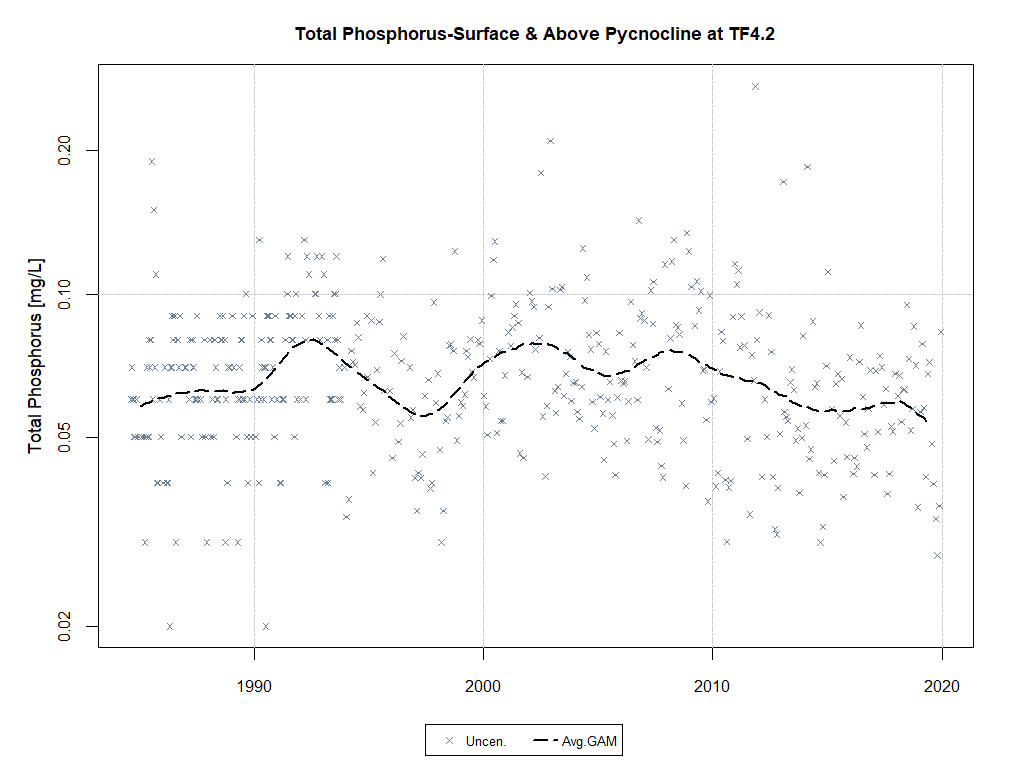 Total Phosphorus-Surface & Above Pycnocline at TF4.2
Total Phosphorus [mg/L]
0.20
0.10
0.05
0.02
1990 2000 2010 2020
Uncen. Avg.GAM